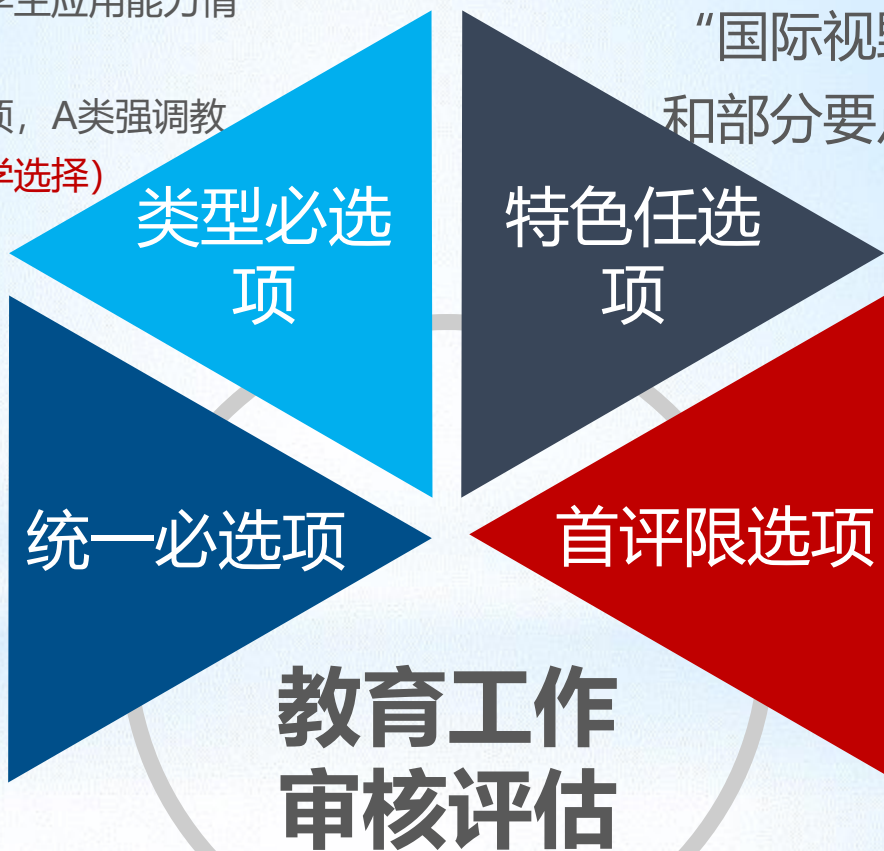 学生应用能力情
项，A类强调教
学选择）
“国际视野
和部分要
类型必选
项
特色任选
项
统一必选项
首评限选项
教育工作
审核评估